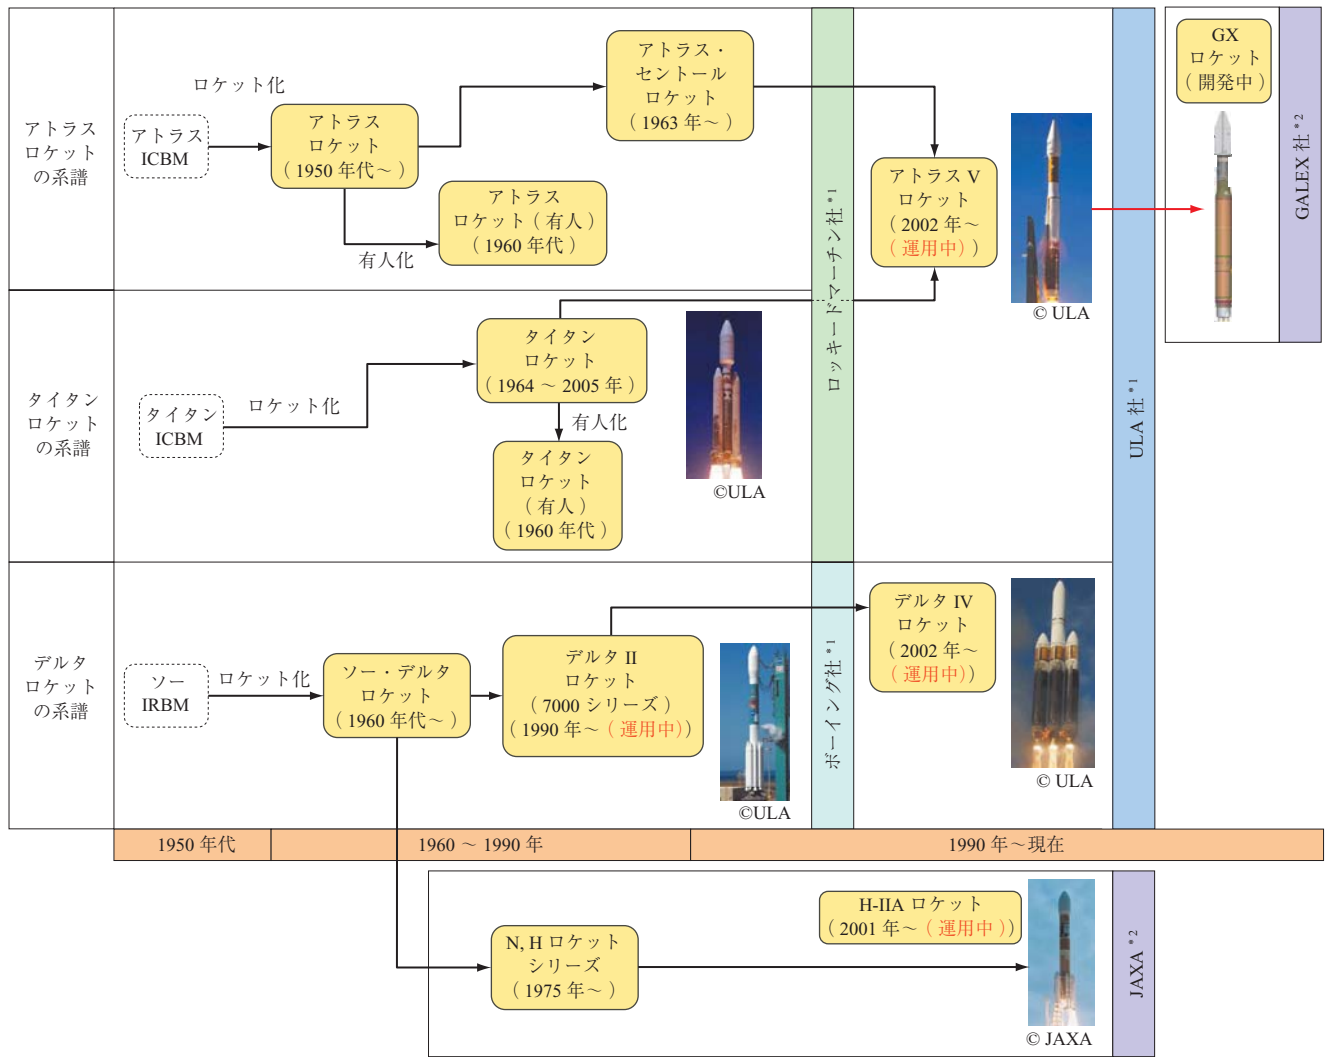 アトラス
ロケット
の系譜
アトラス
ICBM
ロケット化
アトラス
ロケット
( 1950 年代～ )
有人化
アトラス
ロケット ( 有人 )
( 1960 年代 )
アトラス・
セントール
ロケット
( 1963 年～ )
ロッキードマーチン社 *1
アトラス V
ロケット
( 2002 年～
( 運用中 ))
© ULA
ULA 社 *1
GX
ロケット
( 開発中 )
GALEX 社 *2
タイタン
ロケット
の系譜
タイタン
ICBM
ロケット化
タイタン
ロケット
( 1964 ～ 2005 年 )
有人化
タイタン
ロケット
( 有人 )
( 1960 年代 )
©ULA
デルタ
ロケット
の系譜
ソー
IRBM
ロケット化
ソー・デルタ
ロケット
( 1960 年代～ )
デルタ II
ロケット
( 7000 シリーズ )
( 1990 年～ ( 運用中 ))
©ULA
ボーイング社 *1
デルタ IV
ロケット
( 2002 年～
( 運用中 ))
© ULA
1950 年代
1960 ～ 1990 年
1990 年～現在
N, H ロケット
シリーズ
( 1975 年～ )
H-IIA ロケット
( 2001 年～ ( 運用中 ))
© JAXA
JAXA *2